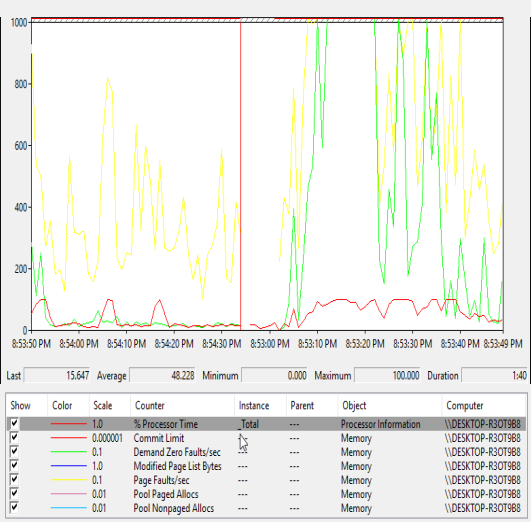 1000
800
600
400
200
0
8:53:50 PM 8:54:00 PM 8:54:10 PM 8:54:20 PM 8:54:30 PM 8:53:00 PM 8:53:10 PM 8:53:20 PM 8:53:30 PM 8:53:40 PM 8:53:49 PM
Last 15.647 Average 48.228 Minimum 0.000 Maximum 100.000 Duration 1:40
Show Color Scale Counter Instance Parent Object Computer
1.0 % Processor Time _Total --- Processor Information \\DESKTOP-R3OT9B8
0.000001 Commit Limit --- --- Memory \\DESKTOP-R3OT9B8
0.1 Demand Zero Faults/sec --- --- Memory \\DESKTOP-R3OT9B8
1.0 Modified Page List Bytes --- --- Memory \\DESKTOP-R3OT9B8
0.1 Page Faults/sec --- --- Memory \\DESKTOP-R3OT9B8
0.01 Pool Paged Allocs --- --- Memory \\DESKTOP-R3OT9B8
0.01 Pool Nonpaged Allocs --- --- Memory \\DESKTOP-R3OT9B8